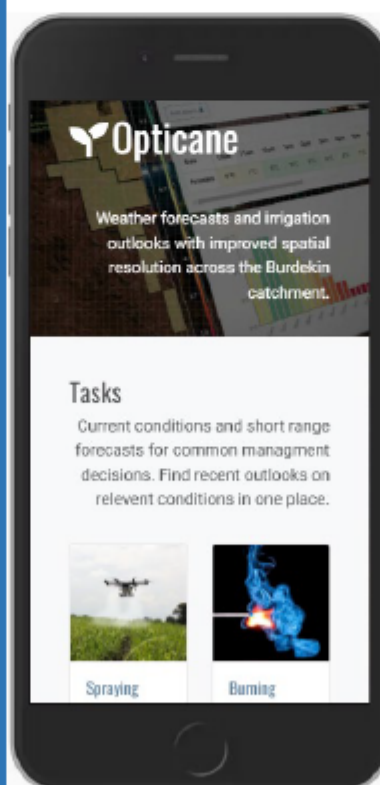 Opticane
Weather forecasts and irrigation
outlooks with improved spatial
resolution across the Burdekin
catchment.
Tasks
Current conditions and short range
forecasts for common managment
decisions. Find recent outlooks on
relevent conditions in one place.
Spraying
Burning